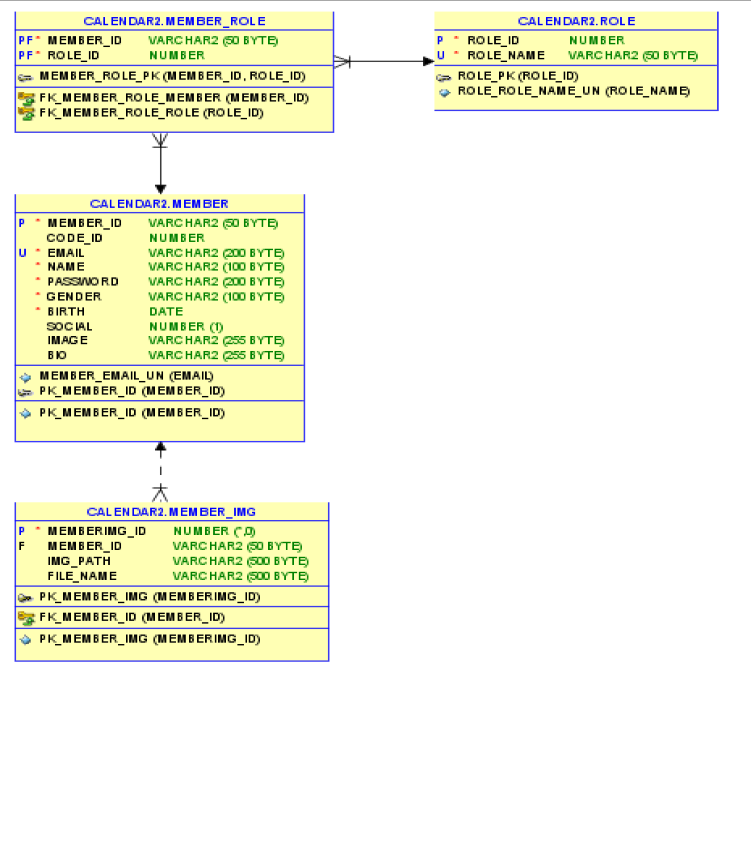 CALENDAR2.MEMBER_ROLE
PF * MEMBER_ID VARCHAR2 (50 BYTE)
PF * ROLE_ID NUMBER
MEMBER_ROLE_PK (MEMBER_ID, ROLE_ID)
FK_MEMBER_ROLE_MEMBER (MEMBER_ID)
FK_MEMBER_ROLE_ROLE (ROLE_ID)
CALENDAR2.ROLE
P * ROLE_ID NUMBER
U * ROLE_NAME VARCHAR2 (50 BYTE)
ROLE_PK (ROLE_ID)
ROLE_ROLE_NAME_UN (ROLE_NAME)
CALENDAR2.MEMBER
P * MEMBER_ID VARCHAR2 (50 BYTE)
CODE_ID NUMBER
U * EMAIL VARCHAR2 (200 BYTE)
* NAME VARCHAR2 (100 BYTE)
* PASSWORD VARCHAR2 (200 BYTE)
* GENDER VARCHAR2 (100 BYTE)
* BIRTH DATE
SOCIAL NUMBER (1)
IMAGE VARCHAR2 (255 BYTE)
BIO VARCHAR2 (255 BYTE)
MEMBER_EMAIL_UN (EMAIL)
PK_MEMBER_ID (MEMBER_ID)
PK_MEMBER_ID (MEMBER_ID)
CALENDAR2.MEMBER_IMG
P * MEMBERIMG_ID NUMBER (*,0)
F MEMBER_ID VARCHAR2 (50 BYTE)
IMG_PATH VARCHAR2 (500 BYTE)
FILE_NAME VARCHAR2 (500 BYTE)
PK_MEMBER_IMG (MEMBERIMG_ID)
FK_MEMBER_ID (MEMBER_ID)
PK_MEMBER_IMG (MEMBERIMG_ID)